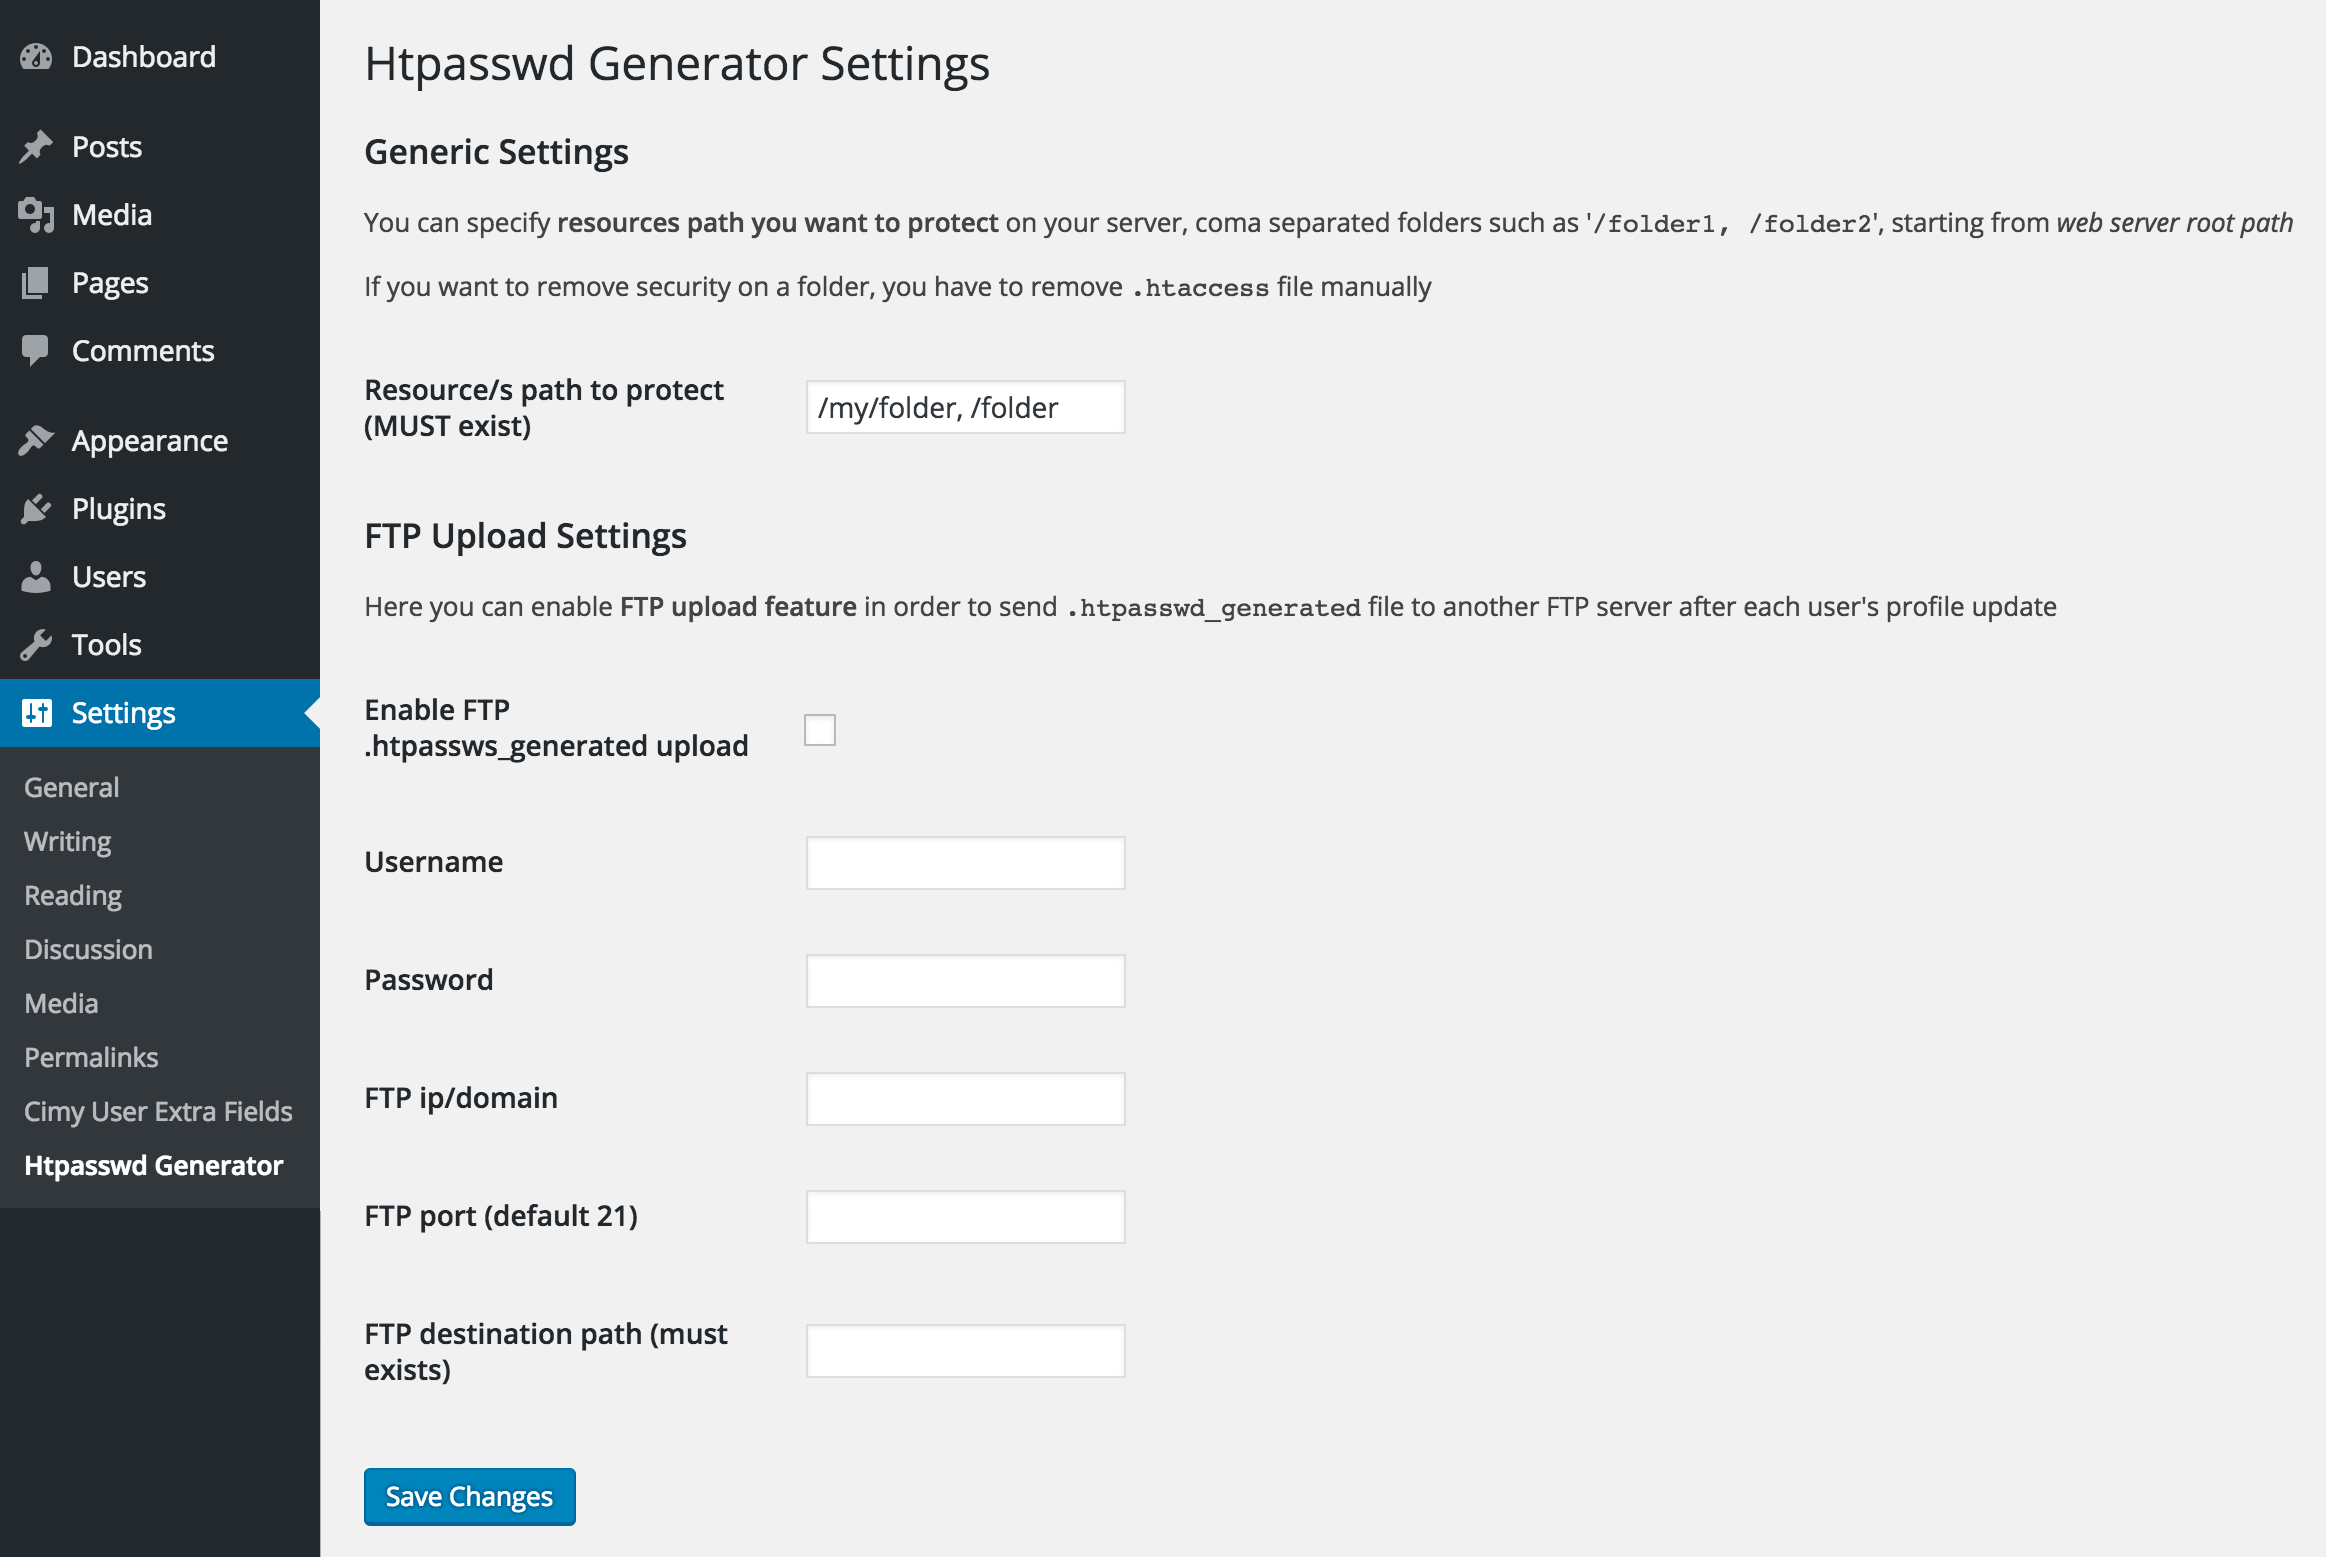 Dashboard
Posts
Media
Pages
Comments
Appearance
Plugins
Users
Tools
Settings
General
Writing
Reading
Discussion
Media
Permalinks
Cimy User Extra Fields
Htpasswd Generator
Htpasswd Generator Settings
Generic Settings
You can specify resources path you want to protect on your server, coma separated folders such as '/folder1, /folder2', starting from web server root path
If you want to remove security on a folder, you have to remove .htaccess file manually
Resource/s path to protect
(MUST exist)
/my/folder, /folder
FTP Upload Settings
Here you can enable FTP upload feature in order to send .htpasswd_generated file to another FTP server after each user's profile update
Enable FTP
.htpassws_generated upload
Username
Password
FTP ip/domain
FTP port (default 21)
FTP destination path (must
exists)
Save Changes